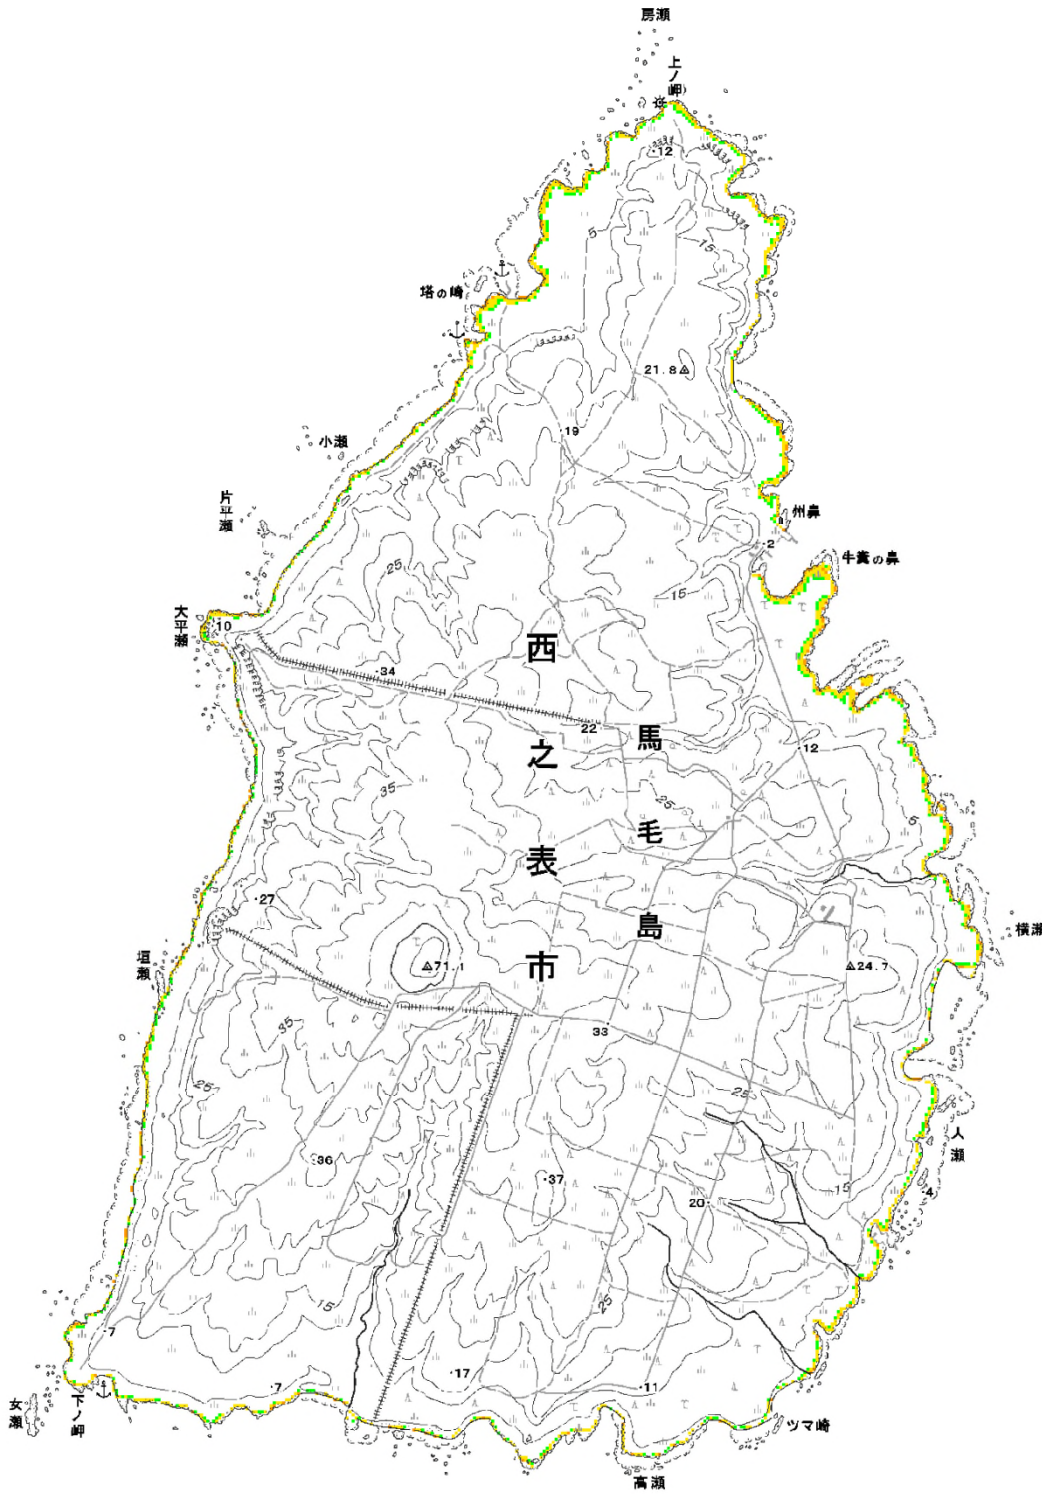 房瀬
上ノ岬
12
5
15
塔の崎
21.8
19
小瀬
片平瀬
州鼻
2
牛糞の鼻
25
15
大平瀬
10
西之表市
34
22
馬毛島
12
35
25
5
27
横瀬
垣瀬
71.1
24.7
35
33
25
25
人瀬
36
37
15
4
20
15
25
7
7
17
11
女瀬
下ノ岬
ツマ崎
高瀬